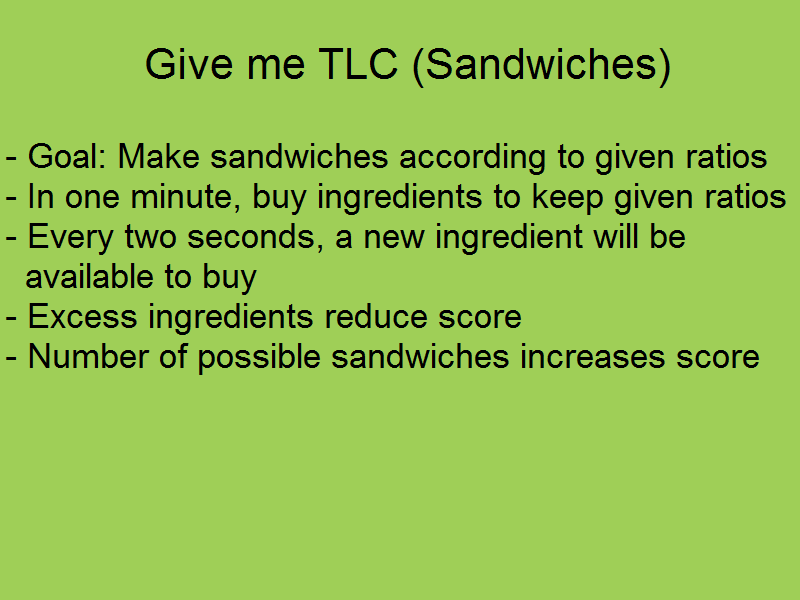 Give me TLC (Sandwiches)
- Goal: Make sandwiches according to given ratios
- In one minute, buy ingredients to keep given ratios
- Every two seconds, a new ingredient will be
available to buy
- Excess ingredients reduce score
- Number of possible sandwiches increases score